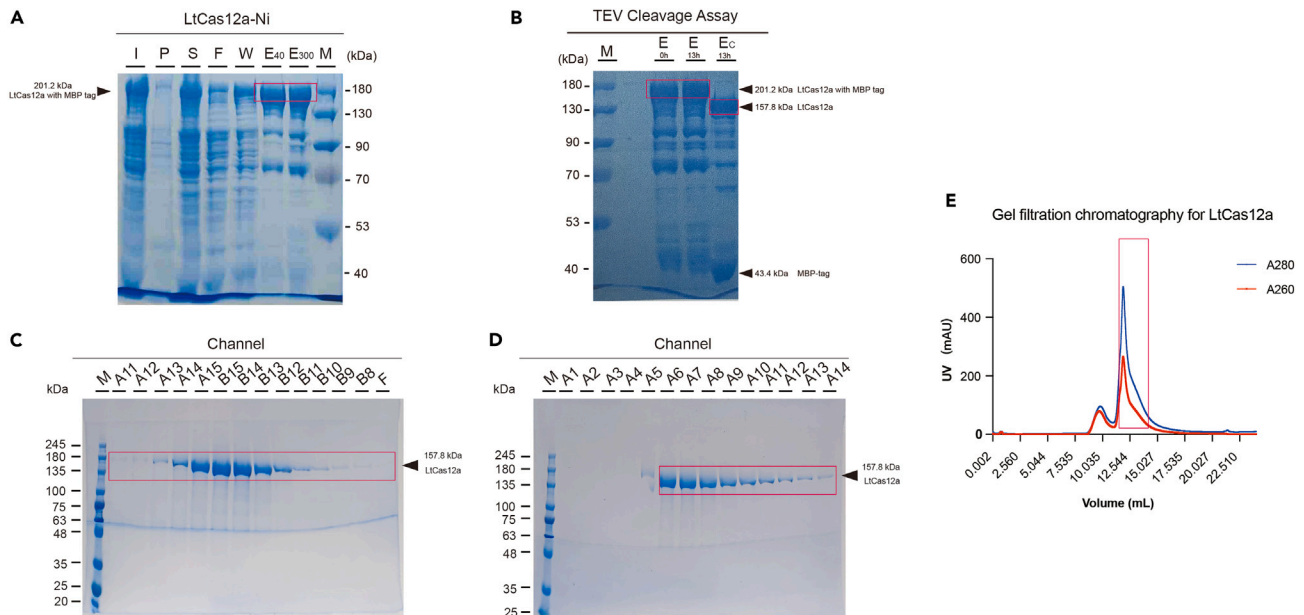 A
LtCas12a-Ni
I P S F W E40 E300 M (kDa)
201.2 kDa
LtCas12a with MBP tag
180
130
90
70
53
40
B
TEV Cleavage Assay
M E E Ec
0h 13h 13h
(kDa)
180
130
90
70
53
40
201.2 kDa LtCas12a with MBP tag
157.8 kDa LtCas12a
43.4 kDa MBP-tag
C
Channel
kDa M A11 A12 A13 A14 A15 B15 B14 B13 B12 B11 B10 B9 B8 F
245
180
135
100
75
63
48
35
25
20
157.8 kDa
LtCas12a
D
Channel
kDa M A1 A2 A3 A4 A5 A6 A7 A8 A9 A10 A11 A12 A13 A14
245
180
135
100
75
63
48
35
25
157.8 kDa
LtCas12a
E
Gel filtration chromatography for LtCas12a
A280
A260
UV (mAU)
600
400
200
0
0.002 2.560 5.044 7.535 10.035 12.544 15.027 17.535 20.027 22.510
Volume (mL)